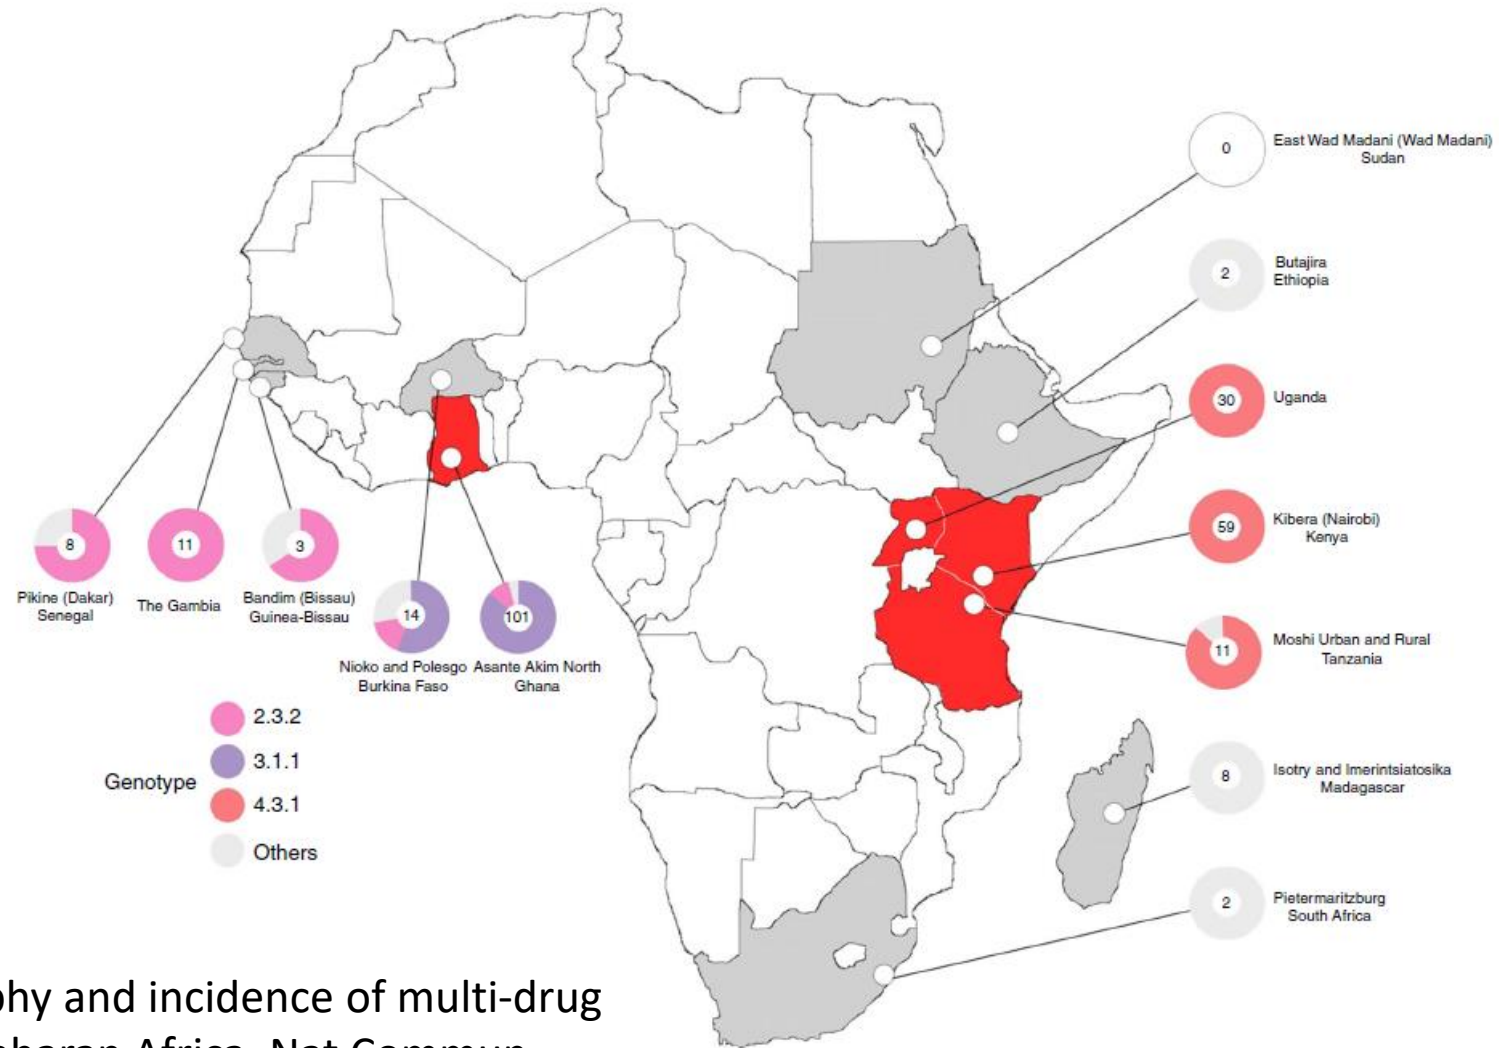 0
East Wad Madani (Wad Madani)
Sudan
2
Butajira
Ethiopia
30
Uganda
59
Kibera (Nairobi)
Kenya
11
Moshi Urban and Rural
Tanzania
8
Isotry and Imerintsiatosika
Madagascar
2
Pietermaritzburg
South Africa
8
Pikine (Dakar)
Senegal
11
The Gambia
3
Bandim (Bissau)
Guinea-Bissau
14
Nioko and Polesgo
Burkina Faso
101
Asante Akim North
Ghana
Genotype
2.3.2
3.1.1
4.3.1
Others
phy and incidence of multi-drug
Africa. Nat Commun